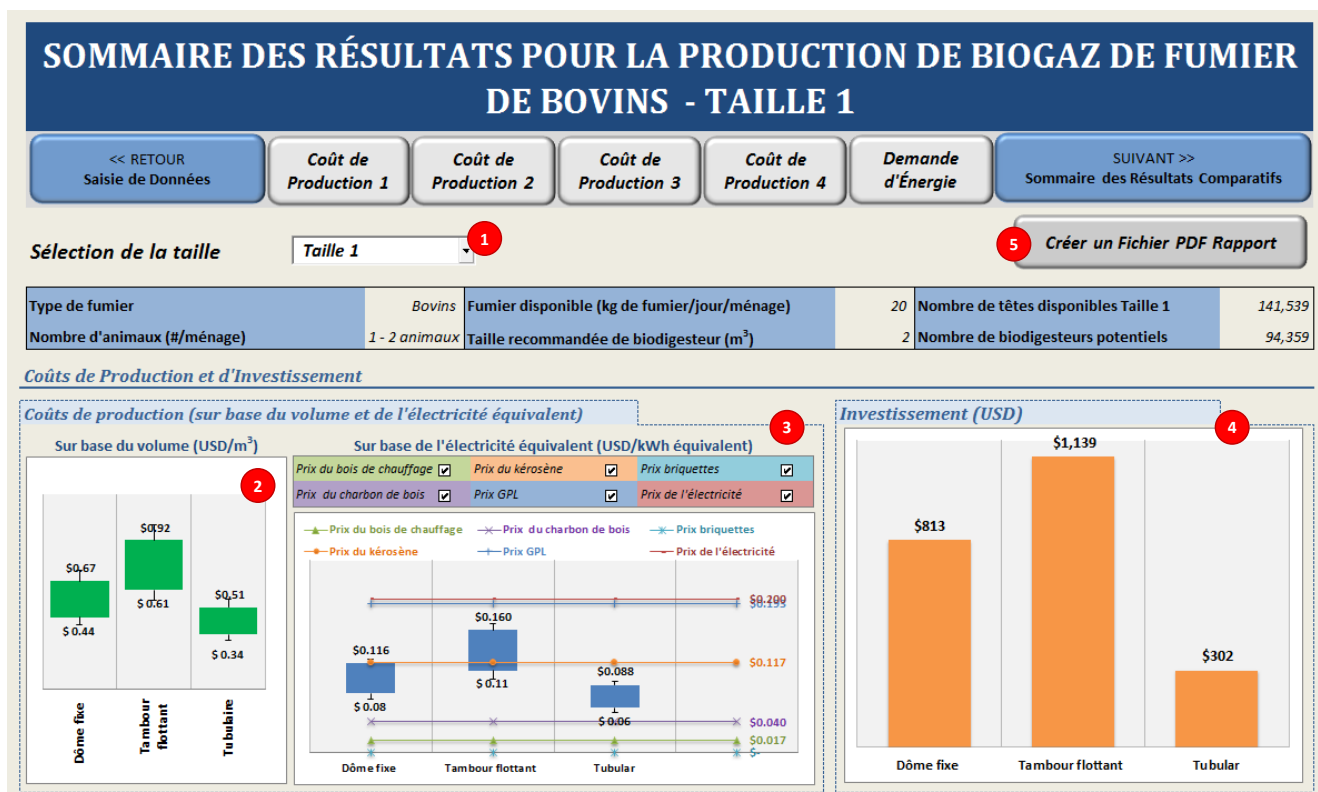 SOMMAIRE DES RÉSULTATS POUR LA PRODUCTION DE BIOGAZ DE FUMIER
DE BOVINS - TAILLE 1
<< RETOUR
Saisie de Données
Coût de
Production 1
Coût de
Production 2
Coût de
Production 3
Coût de
Production 4
Demande
d'Énergie
SUIVANT >>
Sommaire des Résultats Comparatifs
Sélection de la taille
Taille 1
1
5
Créer un Fichier PDF Rapport
Type de fumier
Bovins
Fumier disponible (kg de fumier/jour/ménage)
20
Nombre de têtes disponibles Taille 1
141,539
Nombre d'animaux (#/ménage)
1 - 2 animaux
Taille recommandée de biodigesteur (m³)
2
Nombre de biodigesteurs potentiels
94,359
Coûts de Production et d'Investissement
Coûts de production (sur base du volume et de l'électricité équivalent)
Sur base du volume (USD/m³)
2
$0.67
$ 0.44
$0.92
$ 0.61
$0.51
$ 0.34
Dôme fixe
Tambour
flottant
Tubulaire
3
Sur base de l'électricité équivalent (USD/kWh équivalent)
Prix du bois de chauffage
Prix du kérosène
Prix briquettes
Prix du charbon de bois
Prix GPL
Prix de l'électricité
Prix du bois de chauffage
Prix du charbon de bois
Prix briquettes
Prix du kérosène
Prix GPL
Prix de l'électricité
$0.200
$0.193
$0.160
$0.116
$0.117
$ 0.11
$0.088
$ 0.08
$ 0.06
$0.040
$0.017
$-
Dôme fixe
Tambour flottant
Tubular
Investissement (USD)
4
$813
$1,139
$302
Dôme fixe
Tambour flottant
Tubular